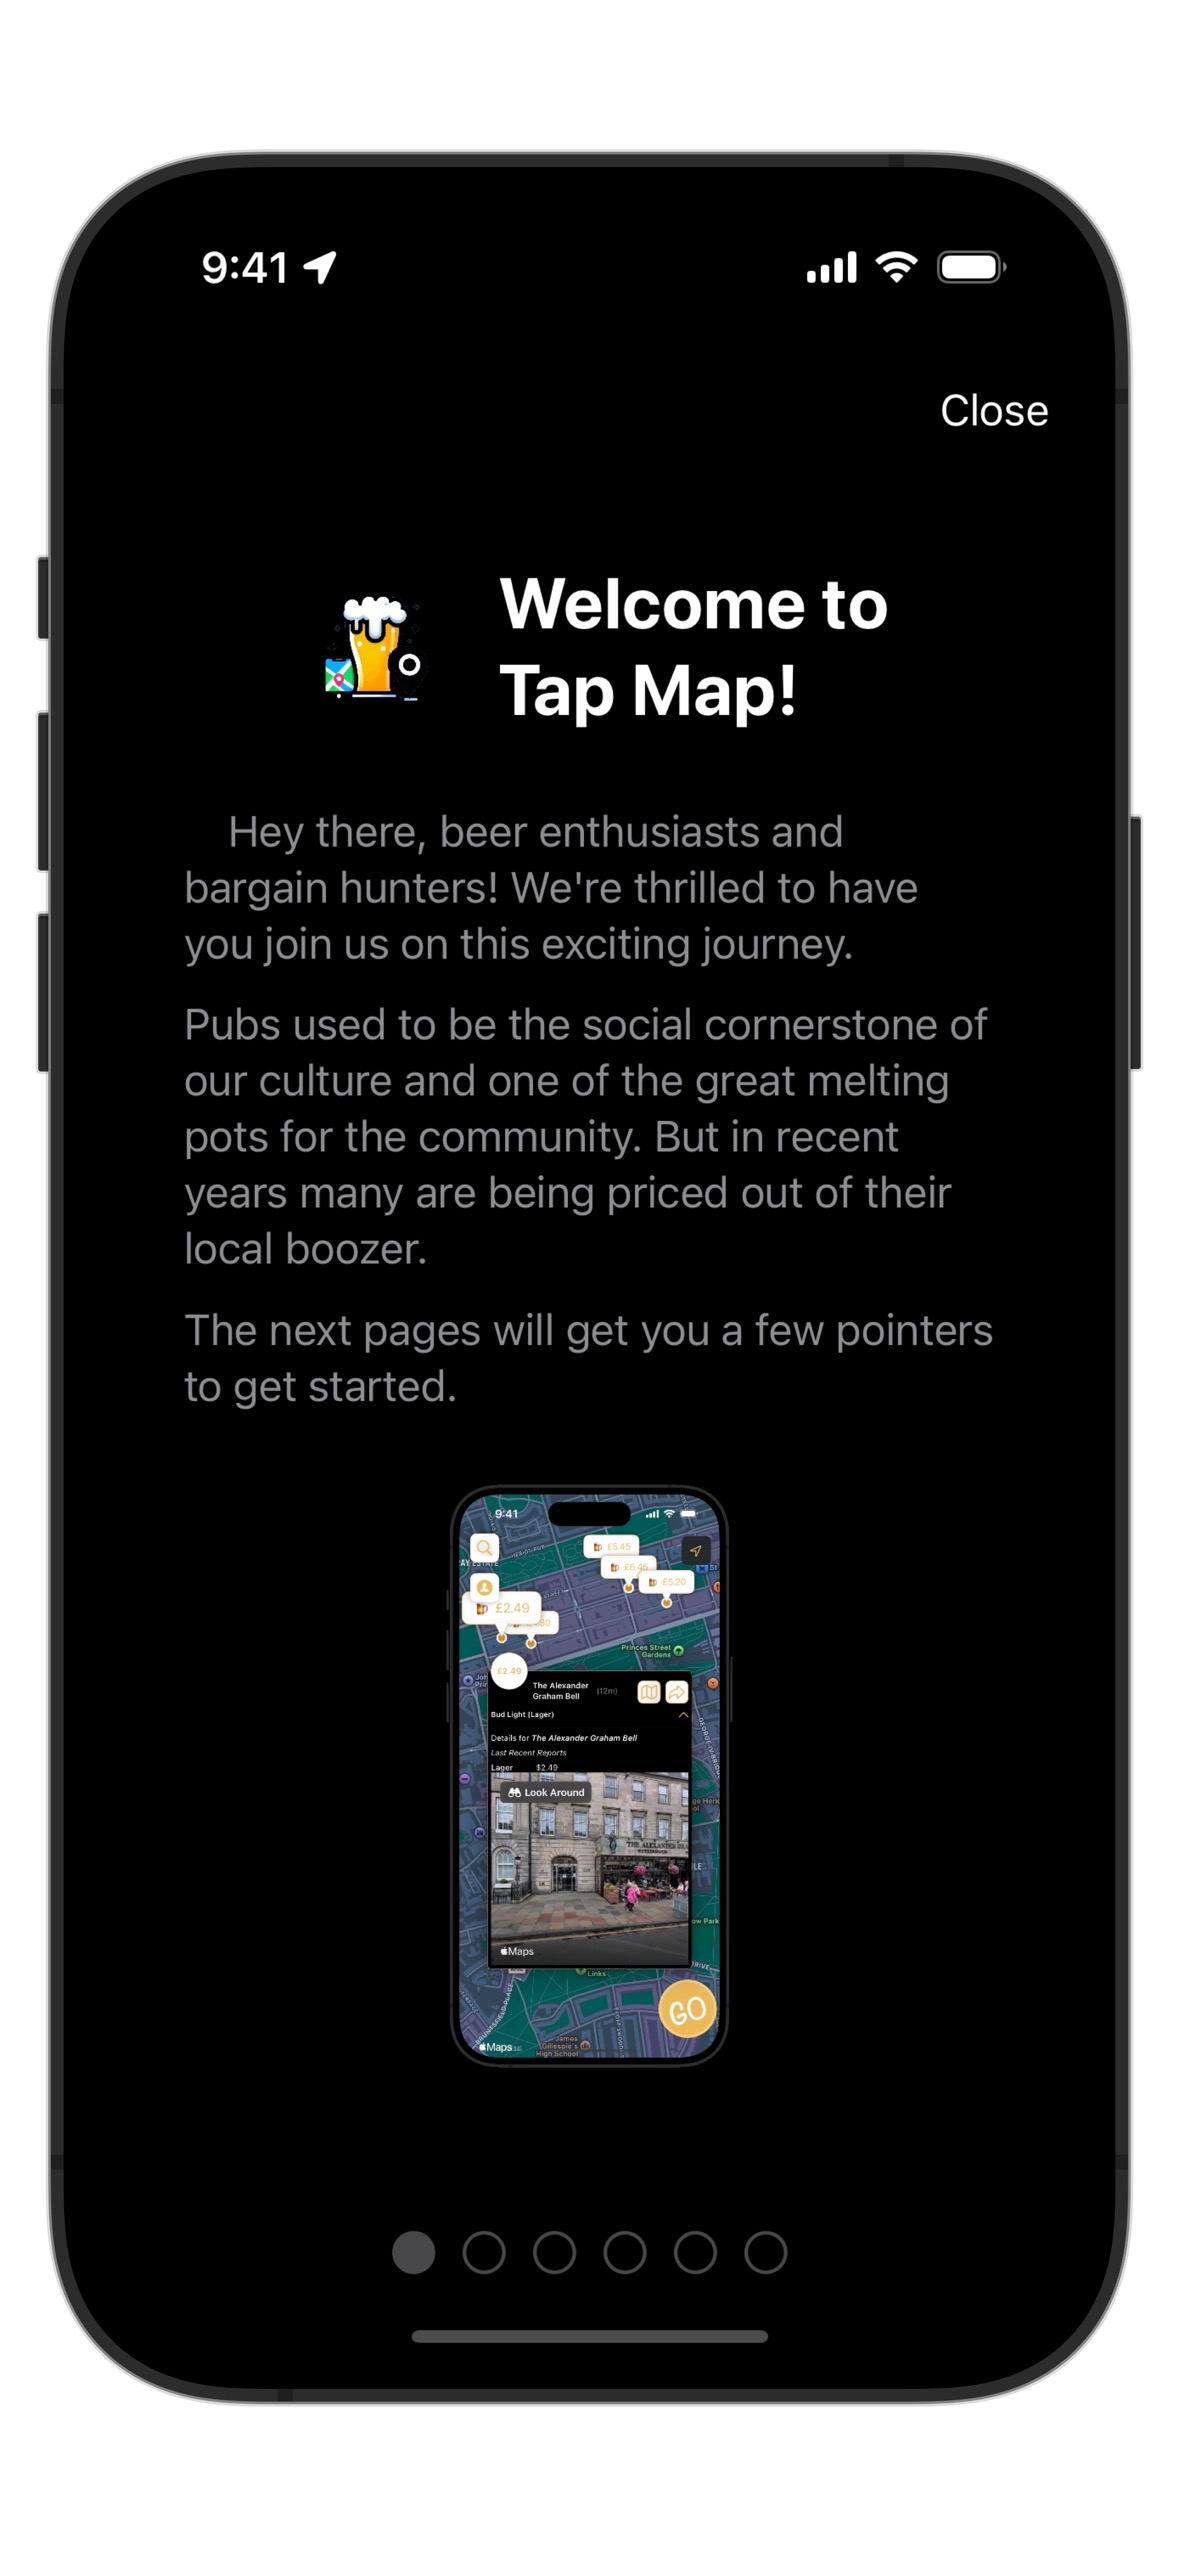 9:41
Close
Welcome to
Tap Map!
Hey there, beer enthusiasts and
bargain hunters! We're thrilled to have
you join us on this exciting journey.
Pubs used to be the social cornerstone of
our culture and one of the great melting
pots for the community. But in recent
years many are being priced out of their
local boozer.
The next pages will get you a few pointers
to get started.
9:41
£5.45
£6.45
St
£5.20
£2.49
Princes Street
Gardens
£2.49
The Alexander
Graham Bell
(12m)
Bud Light (Lager)
Details for The Alexander Graham Bell
Last Recent Reports
Lager $2.49
Look Around
THE ALEXANDER
Maps
Links
GO
James
Gillespie's
High School
Maps